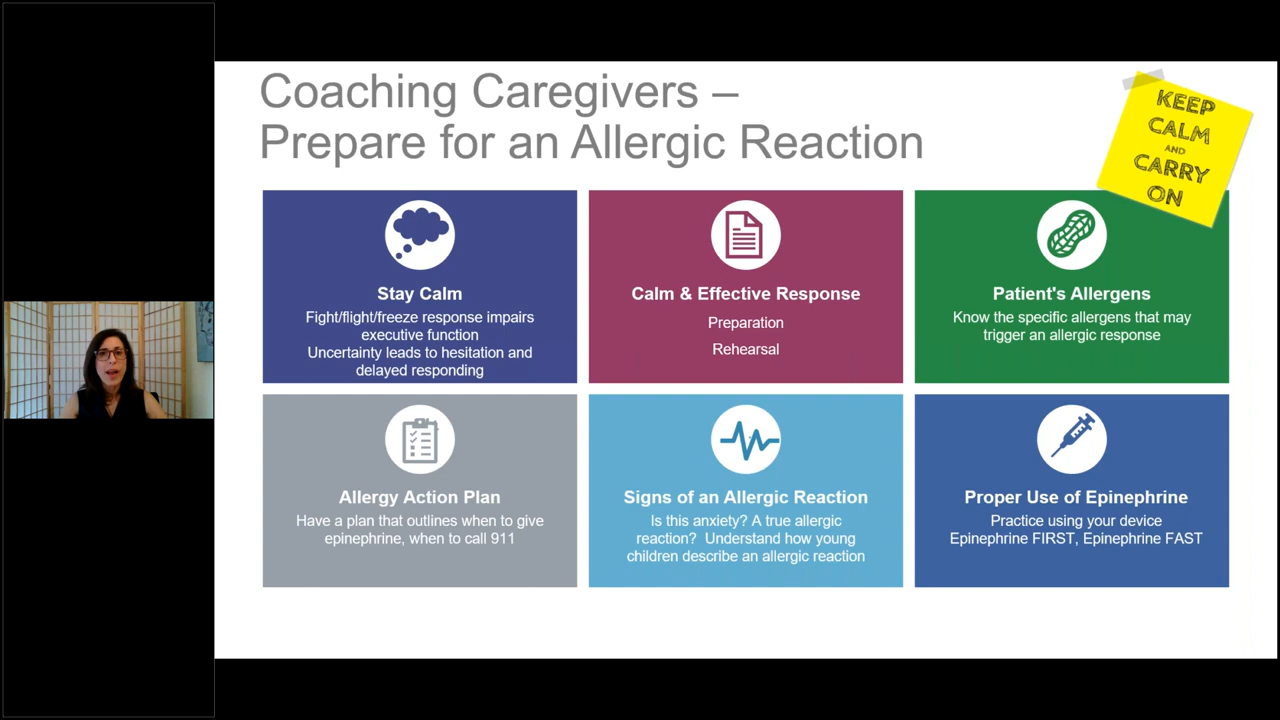 Coaching Caregivers –
Prepare for an Allergic Reaction
KEEP
CALM
AND
CARRY
ON
Stay Calm
Fight/flight/freeze response impairs
executive function
Uncertainty leads to hesitation and
delayed responding
Calm & Effective Response
Preparation
Rehearsal
Patient's Allergens
Know the specific allergens that may
trigger an allergic response
Allergy Action Plan
Have a plan that outlines when to give
epinephrine, when to call 911
Signs of an Allergic Reaction
Is this anxiety? A true allergic
reaction?  Understand how young
children describe an allergic reaction
Proper Use of Epinephrine
Practice using your device
Epinephrine FIRST, Epinephrine FAST